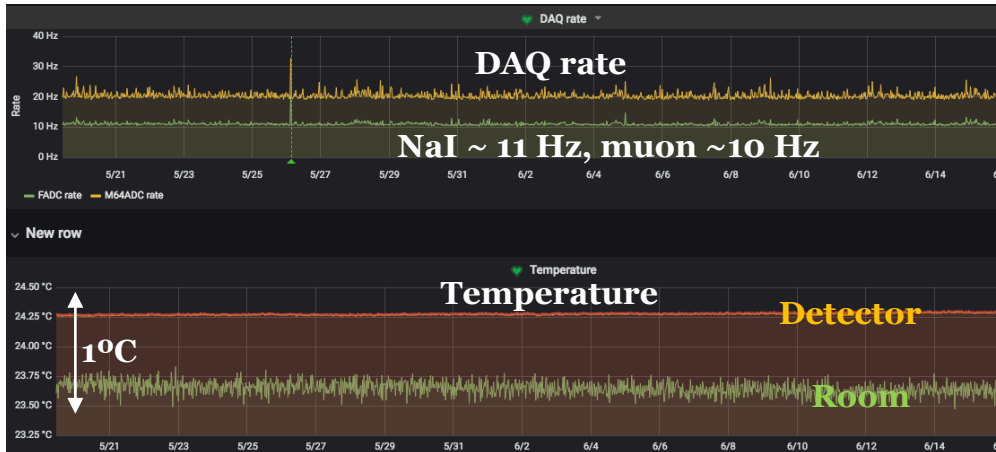 DAQ rate
40 Hz
30 Hz
20 Hz
10 Hz
0 Hz
Rate
DAQ rate
NaI ~ 11 Hz, muon ~10 Hz
5/21 5/23 5/25 5/27 5/29 5/31 6/2 6/4 6/6 6/8 6/10 6/12 6/14
FADC rate M64ADC rate
New row
Temperature
24.50 °C
Temperature
24.25 °C
Detector
24.00 °C
1ºC
23.75 °C
Room
23.50 °C
23.25 °C
5/21 5/23 5/25 5/27 5/29 5/31 6/2 6/4 6/6 6/8 6/10 6/12 6/14